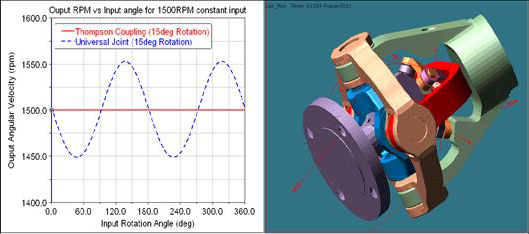 Ouput RPM vs Input angle for 1500RPM constant input
Thompson Coupling (15deg Rotation)
Universal Joint (15deg Rotation)
1600.0
1550.0
1500.0
1450.0
1400.0
Ouput Angular Velocity (rpm)
0.0
60.0
120.0
180.0
240.0
300.0
360.0
Input Rotation Angle (deg)